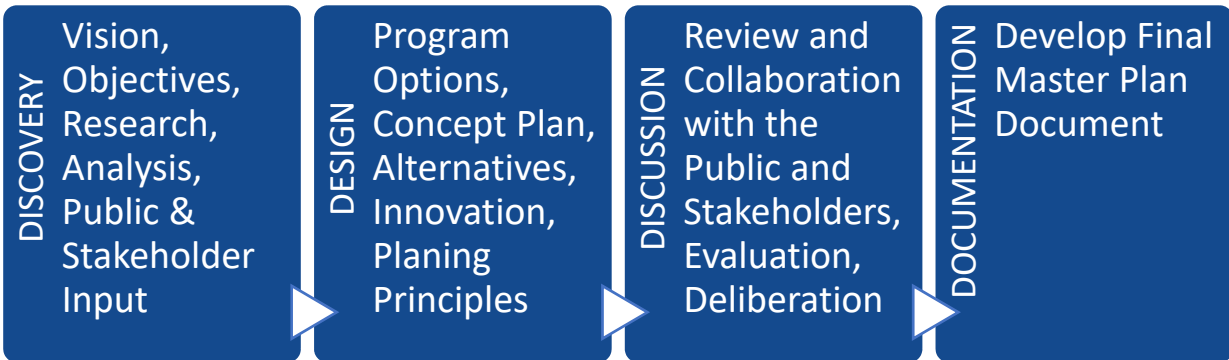 DISCOVERY
Vision,
Objectives,
Research,
Analysis,
Public &
Stakeholder
Input
DESIGN
Program
Options,
Concept Plan,
Alternatives,
Innovation,
Planing
Principles
DISCUSSION
Review and
Collaboration
with the
Public and
Stakeholders,
Evaluation,
Deliberation
DOCUMENTATION
Develop Final
Master Plan
Document